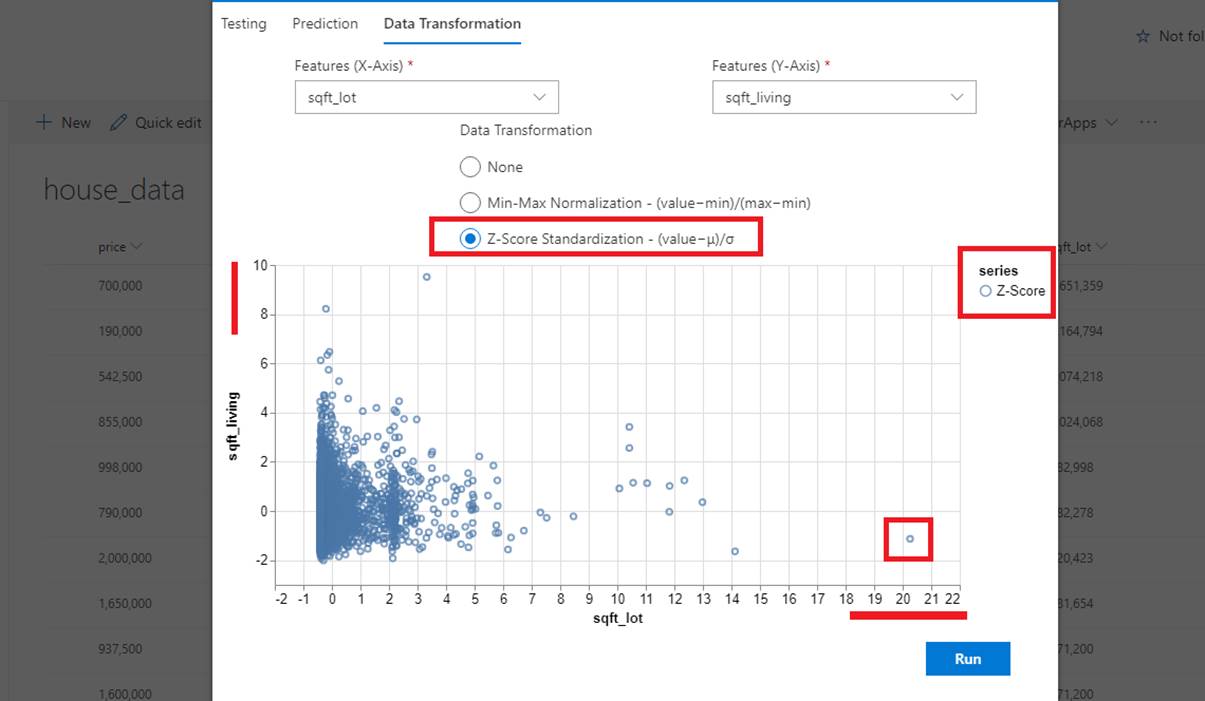 Testing Prediction Data Transformation
Not fol
Features (X-Axis) * Features (Y-Axis) *
sqft_lot sqft_living
New Quick edit rApps ...
Data Transformation
None
Min-Max Normalization - (value−min)/(max−min)
Z-Score Standardization - (value−μ)/σ
house_data
price ft_lot
series
Z-Score
700,000 651,359
190,000 164,794
542,500 074,218
855,000 024,068
998,000 82,998
790,000 82,278
2,000,000 20,423
1,650,000 31,654
937,500 71,200
1,600,000 71,200
10
8
6
4
2
0
-2
sqft_living
-2 -1 0 1 2 3 4 5 6 7 8 9 10 11 12 13 14 15 16 17 18 19 20 21 22
sqft_lot
Run